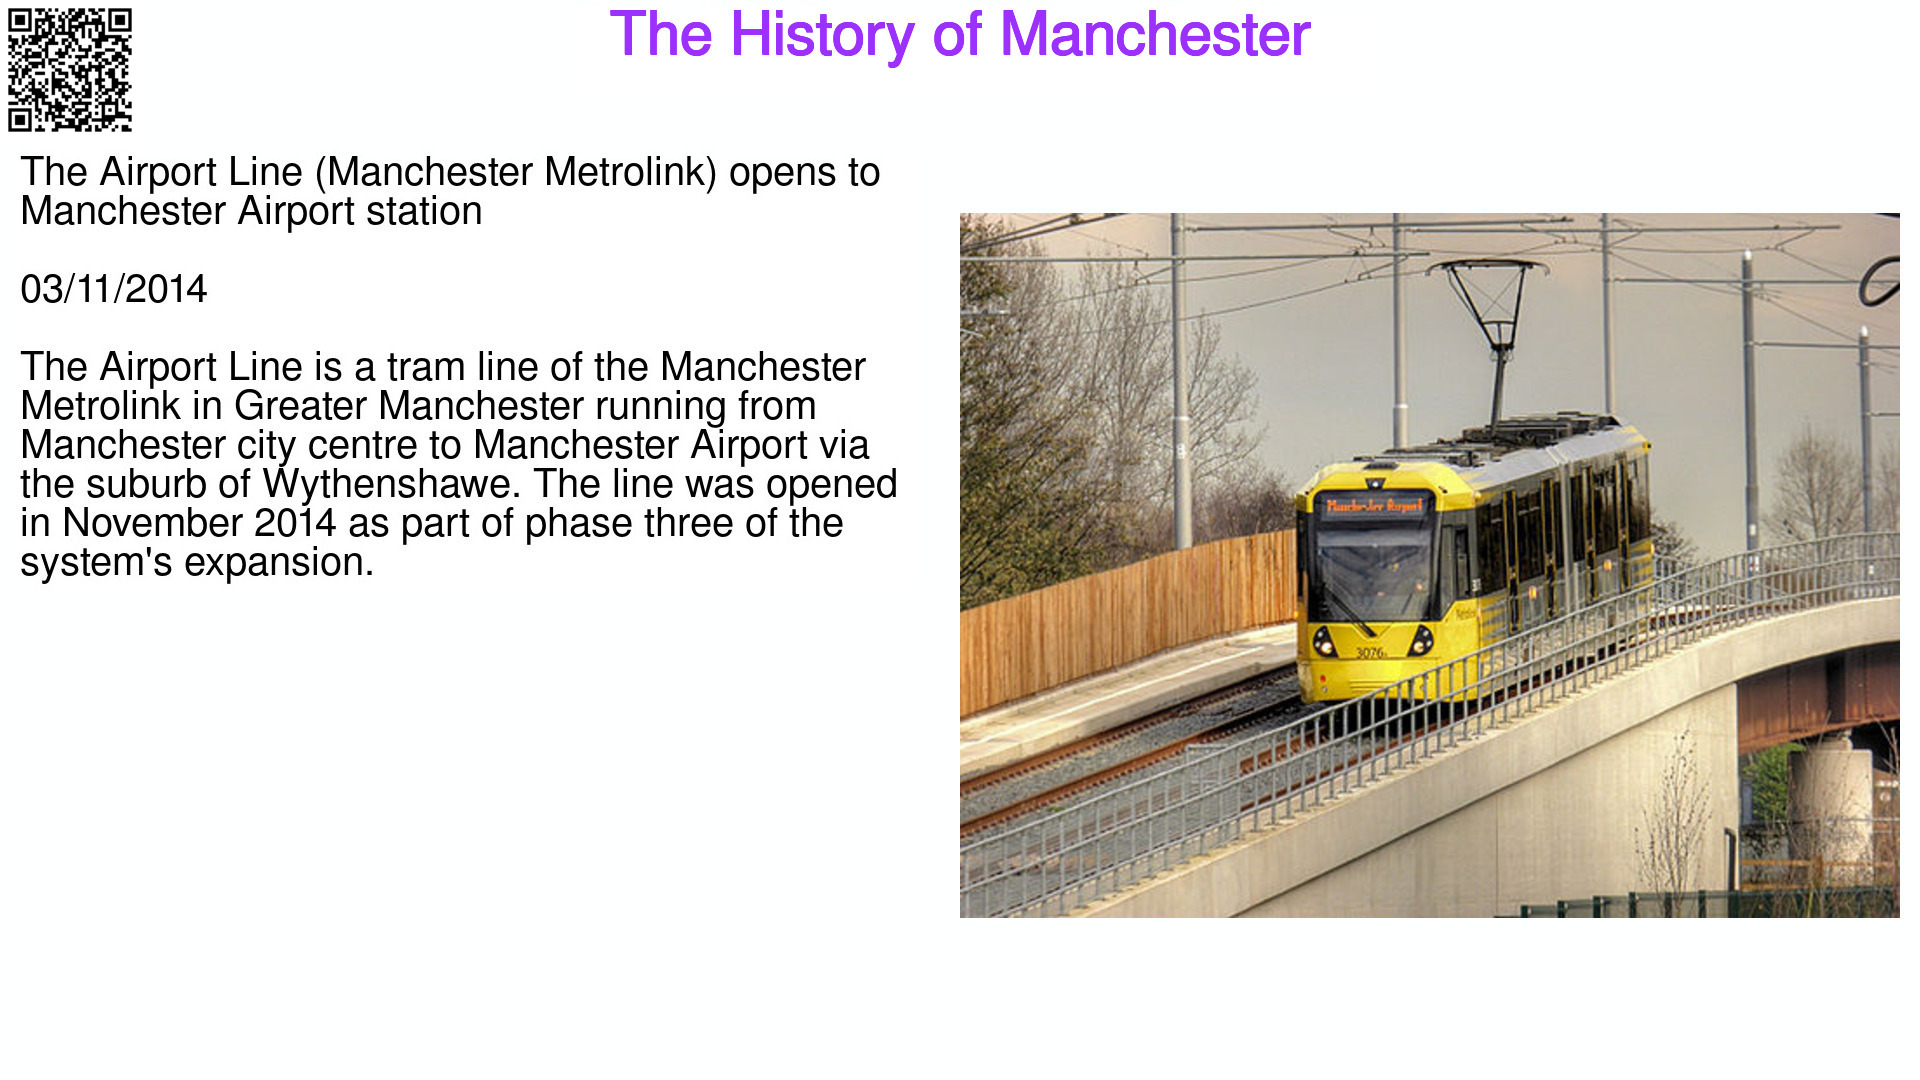 The History of Manchester
The Airport Line (Manchester Metrolink) opens to
Manchester Airport station
03/11/2014
The Airport Line is a tram line of the Manchester
Metrolink in Greater Manchester running from
Manchester city centre to Manchester Airport via
the suburb of Wythenshawe. The line was opened
in November 2014 as part of phase three of the
system's expansion.
Manchester Airport
3076